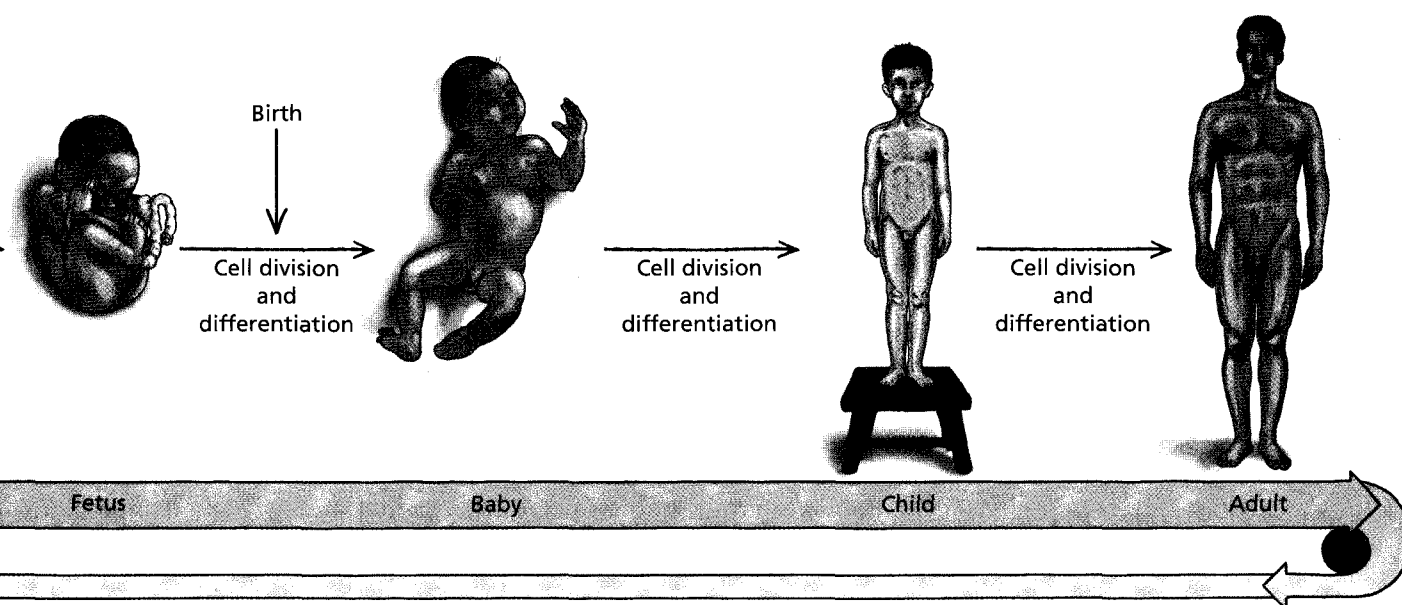 Birth
Cell division
and
differentiation
Cell division
and
differentiation
Cell division
and
differentiation
Fetus
Baby
Child
Adult